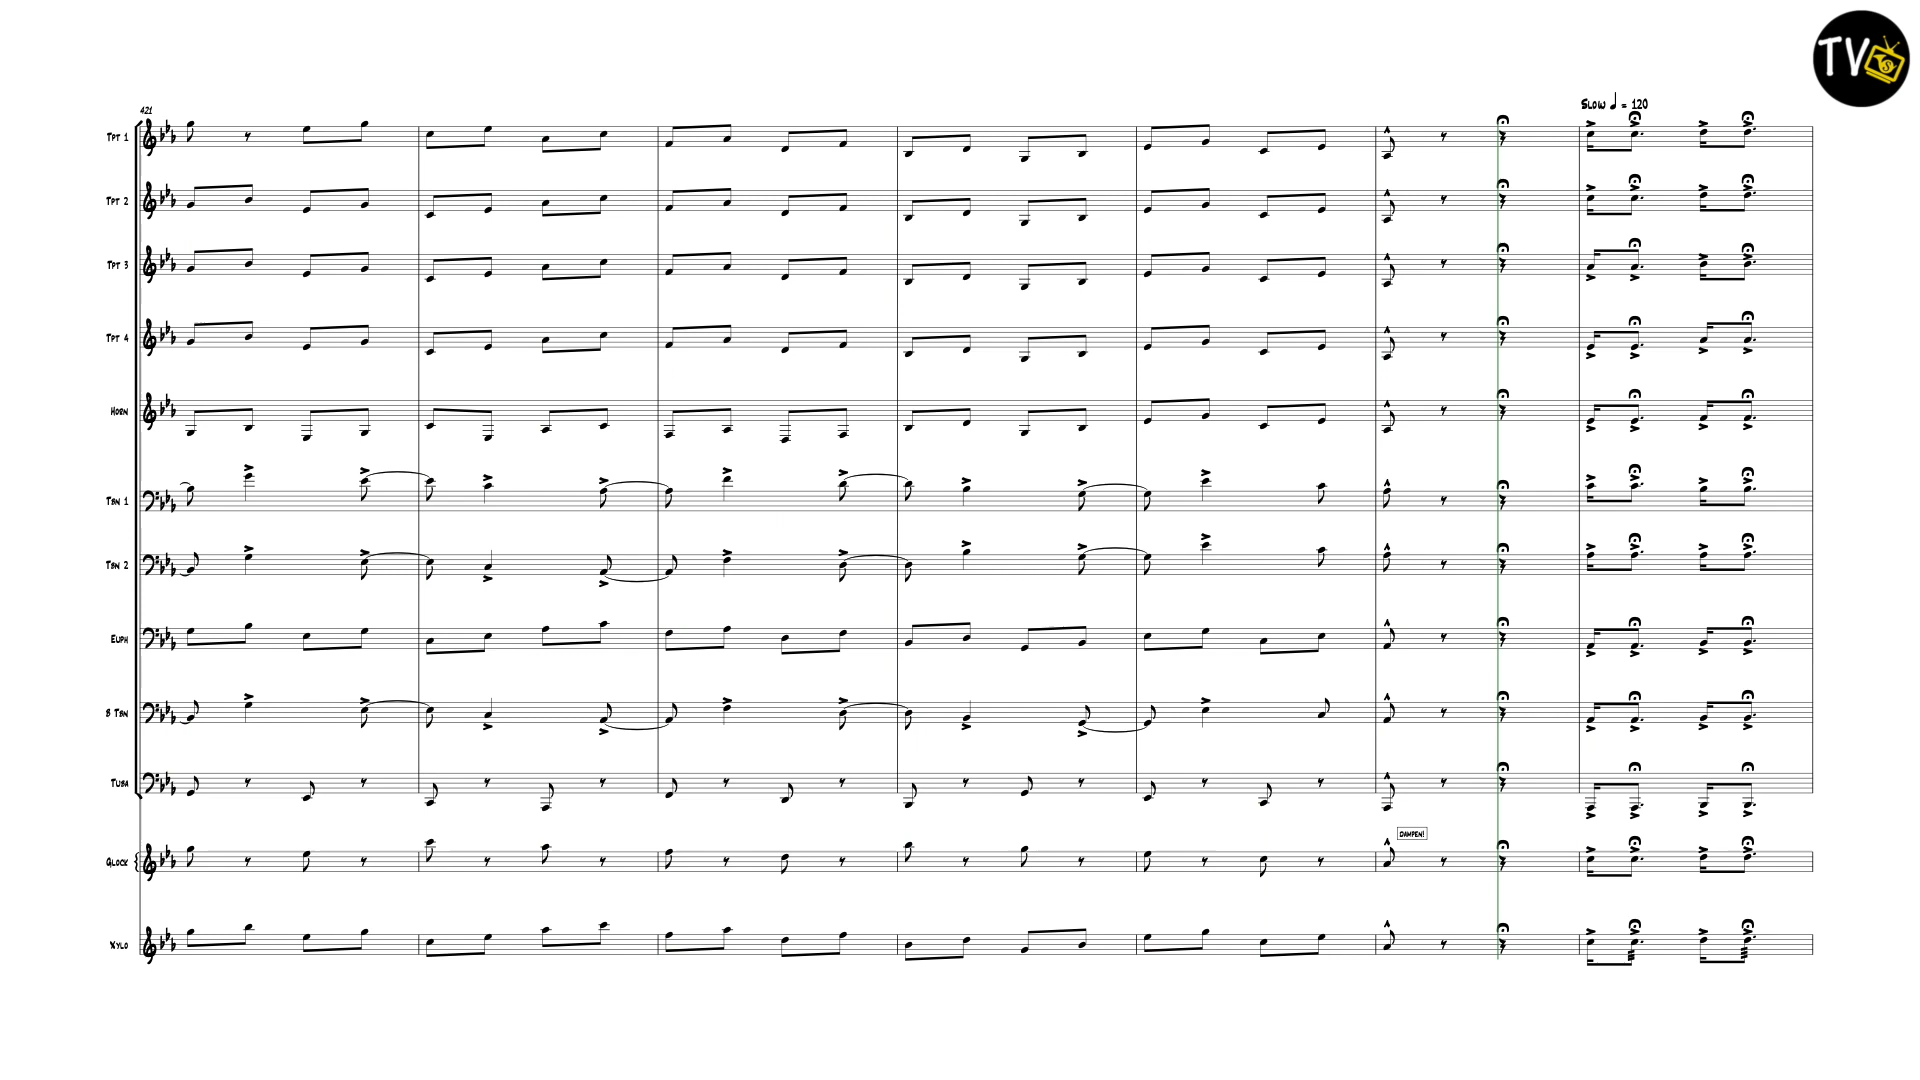 TV S
Slow ♩ = 120
421
Tpt 1
Tpt 2
Tpt 3
Tpt 4
Horn
Tbn 1
Tbn 2
Euph
B Tbn
Tuba
DAMPEN!
Glock
Xylo